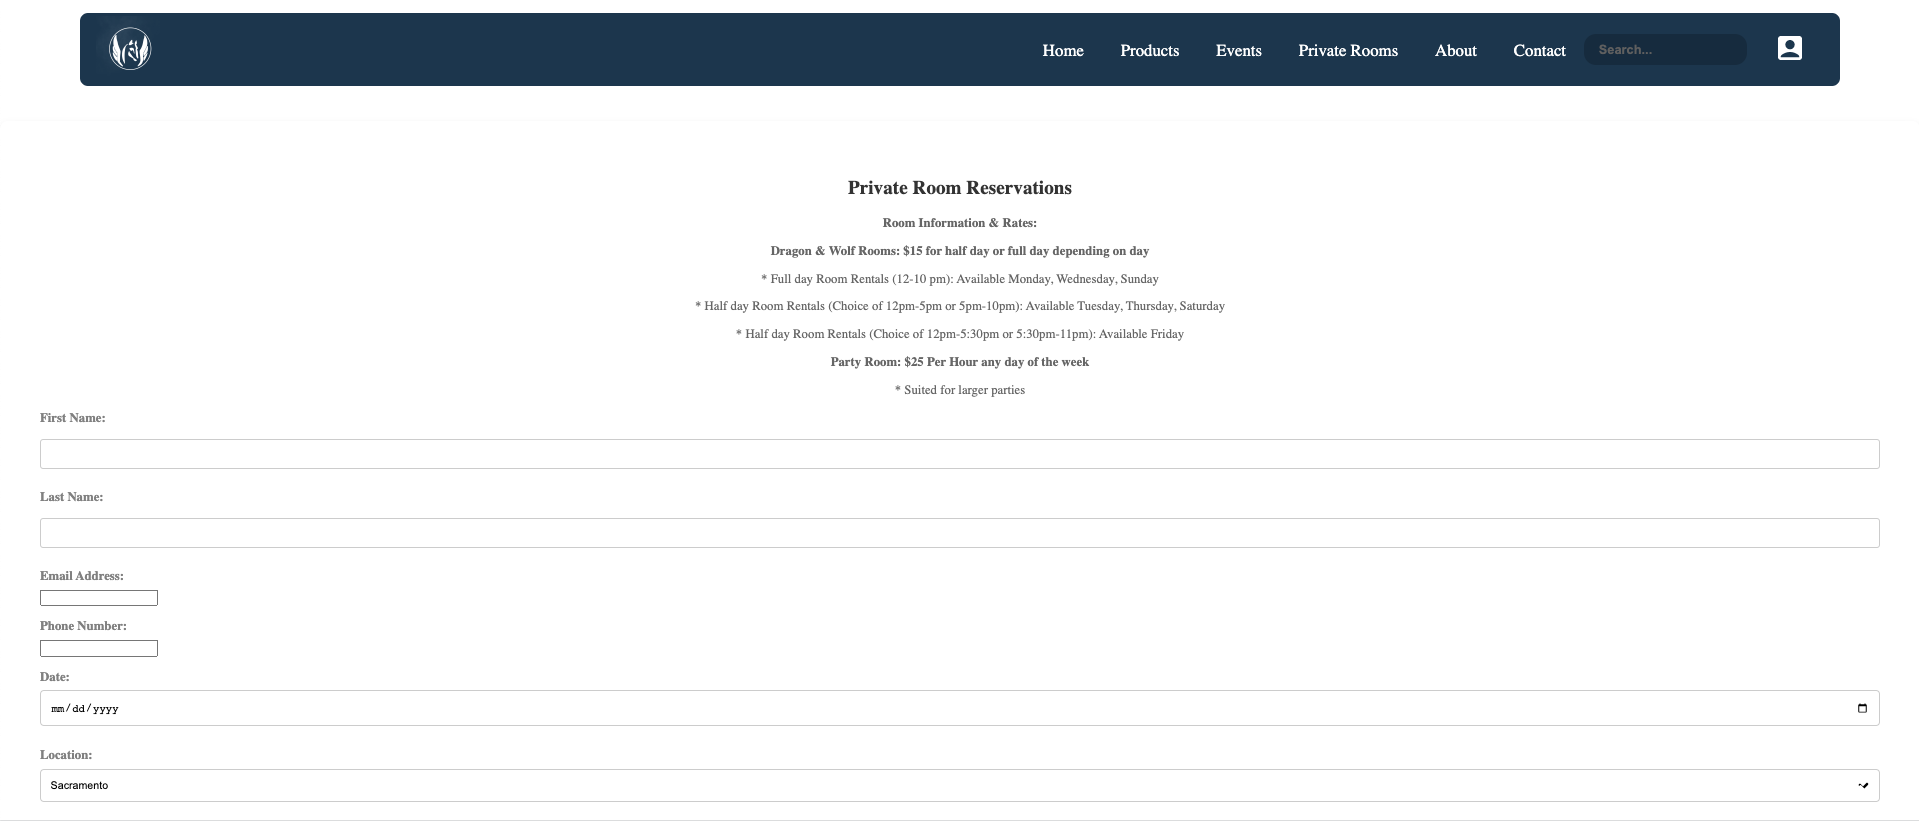 Home Products Events Private Rooms About Contact Search...
Private Room Reservations
Room Information & Rates:
Dragon & Wolf Rooms: $15 for half day or full day depending on day
* Full day Room Rentals (12-10 pm): Available Monday, Wednesday, Sunday
* Half day Room Rentals (Choice of 12pm-5pm or 5pm-10pm): Available Tuesday, Thursday, Saturday
* Half day Room Rentals (Choice of 12pm-5:30pm or 5:30pm-11pm): Available Friday
Party Room: $25 Per Hour any day of the week
* Suited for larger parties
First Name:
Last Name:
Email Address:
Phone Number:
Date:
mm/dd/yyyy
Location:
Sacramento